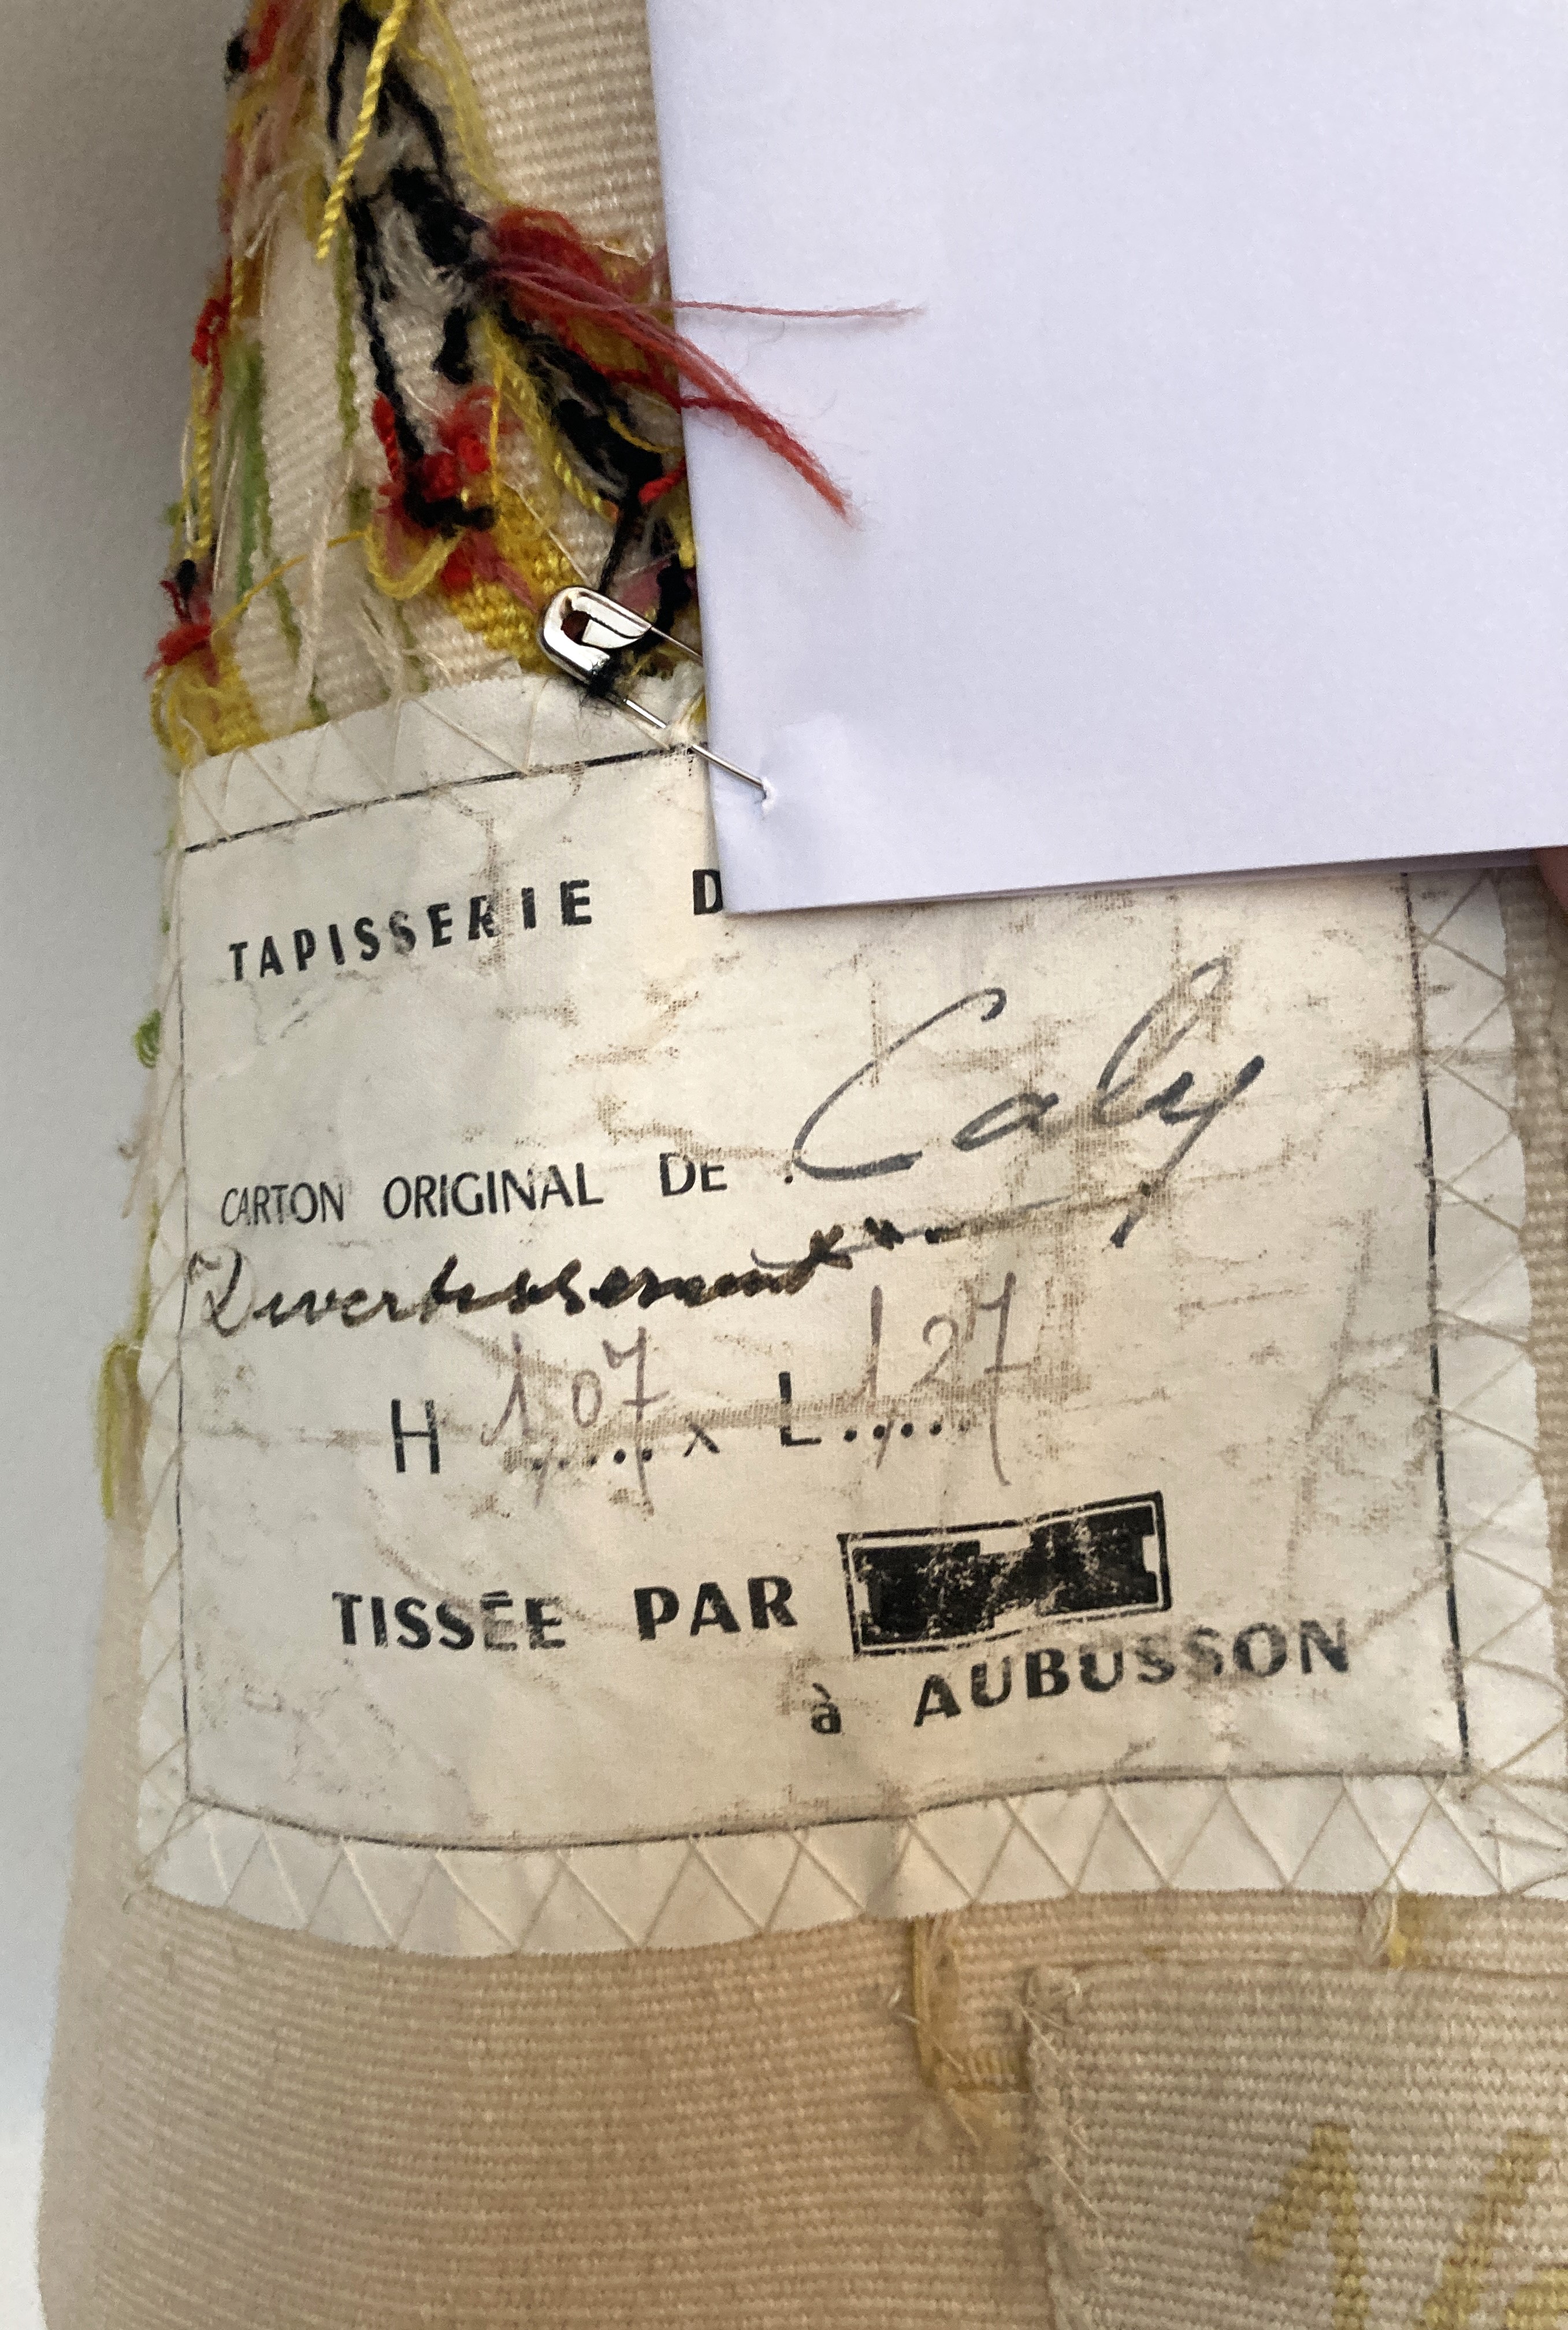 TAPISSERIE D
CARTON ORIGINAL DE . Caly
Divertissement
H 107 x L 127
TISSÉE PAR
à AUBUSSON